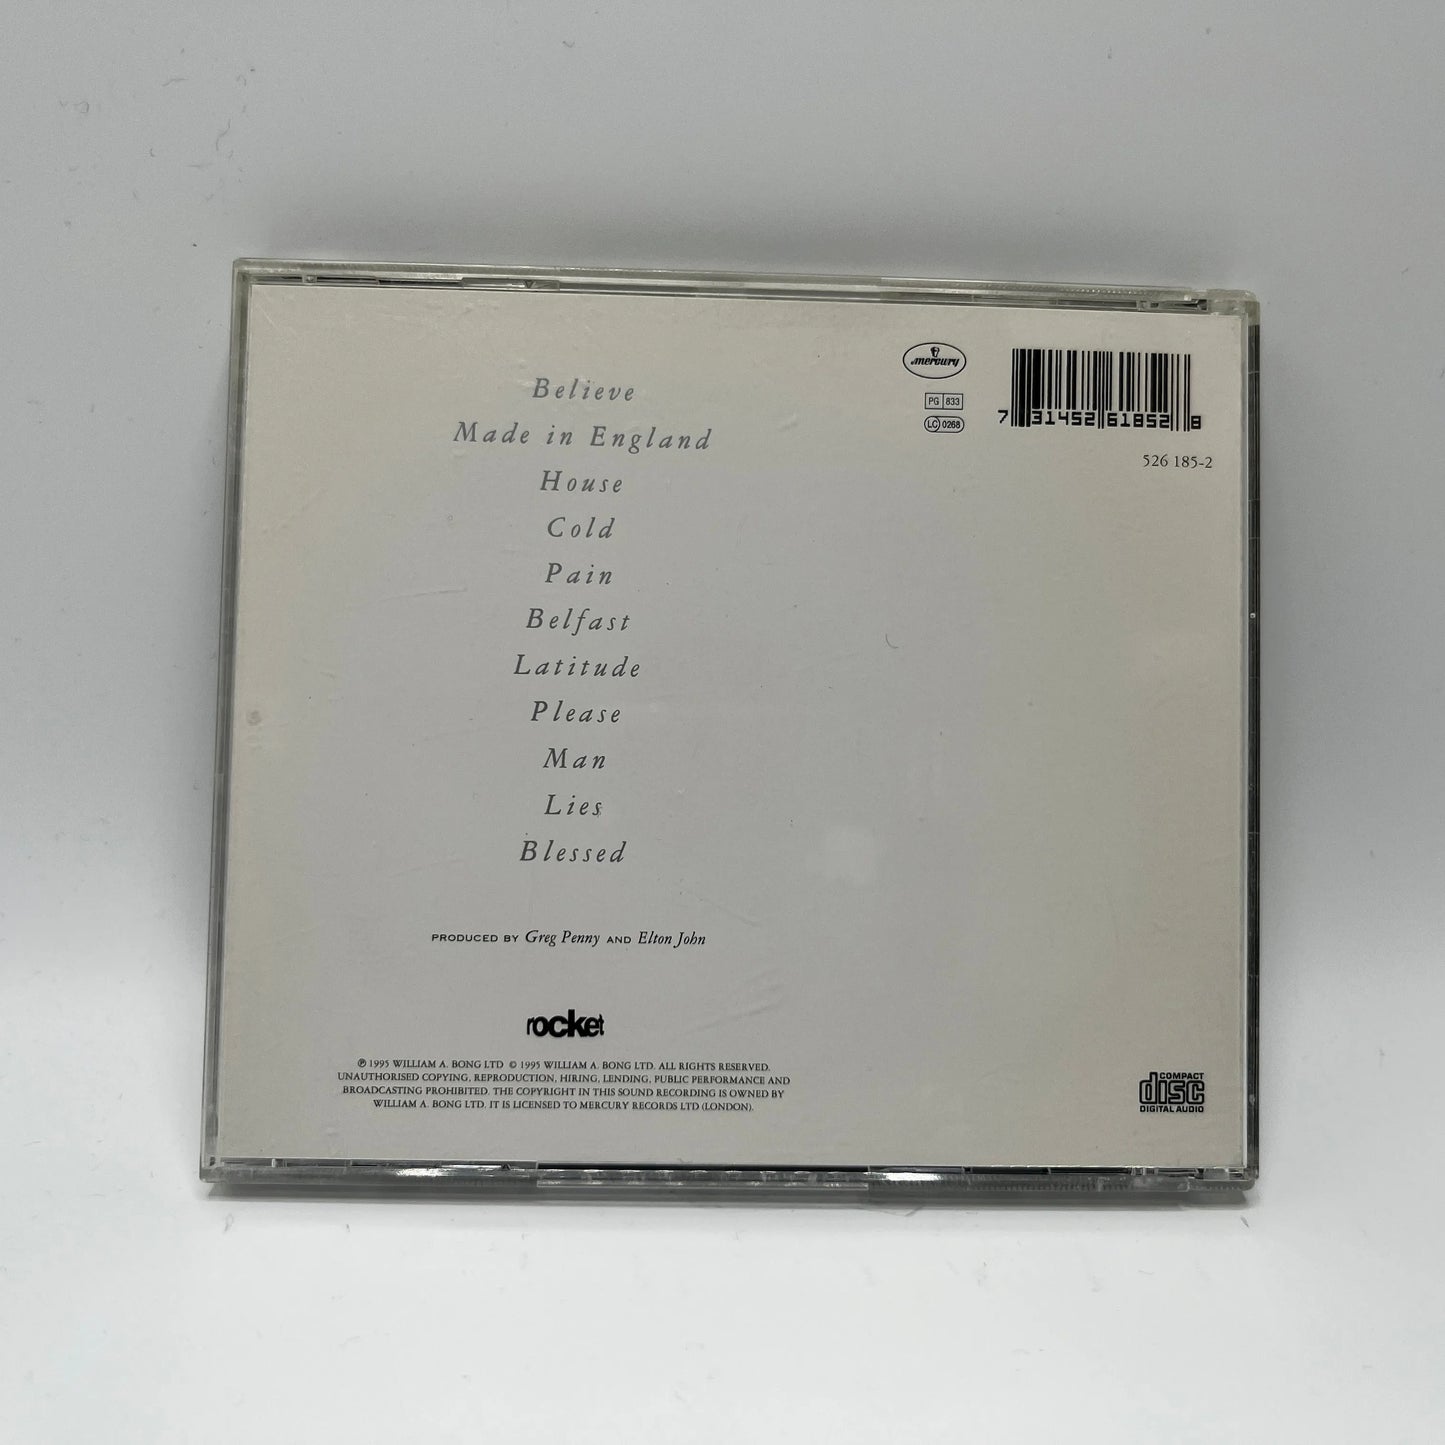 Believe
Made in England
House
Cold
Pain
Belfast
Latitude
Please
Man
Lies
Blessed
PRODUCED BY Greg Penny AND Elton John
rocket
℗ 1995 WILLIAM A. BONG LTD © 1995 WILLIAM A. BONG LTD. ALL RIGHTS RESERVED.
UNAUTHORISED COPYING, REPRODUCTION, HIRING, LENDING, PUBLIC PERFORMANCE AND
BROADCASTING PROHIBITED. THE COPYRIGHT IN THIS SOUND RECORDING IS OWNED BY
WILLIAM A. BONG LTD. IT IS LICENSED TO MERCURY RECORDS LTD (LONDON).
mercury
PG 833
LC 0268
7 31452 61852 8
526 185-2
COMPACT
disc
DIGITAL AUDIO